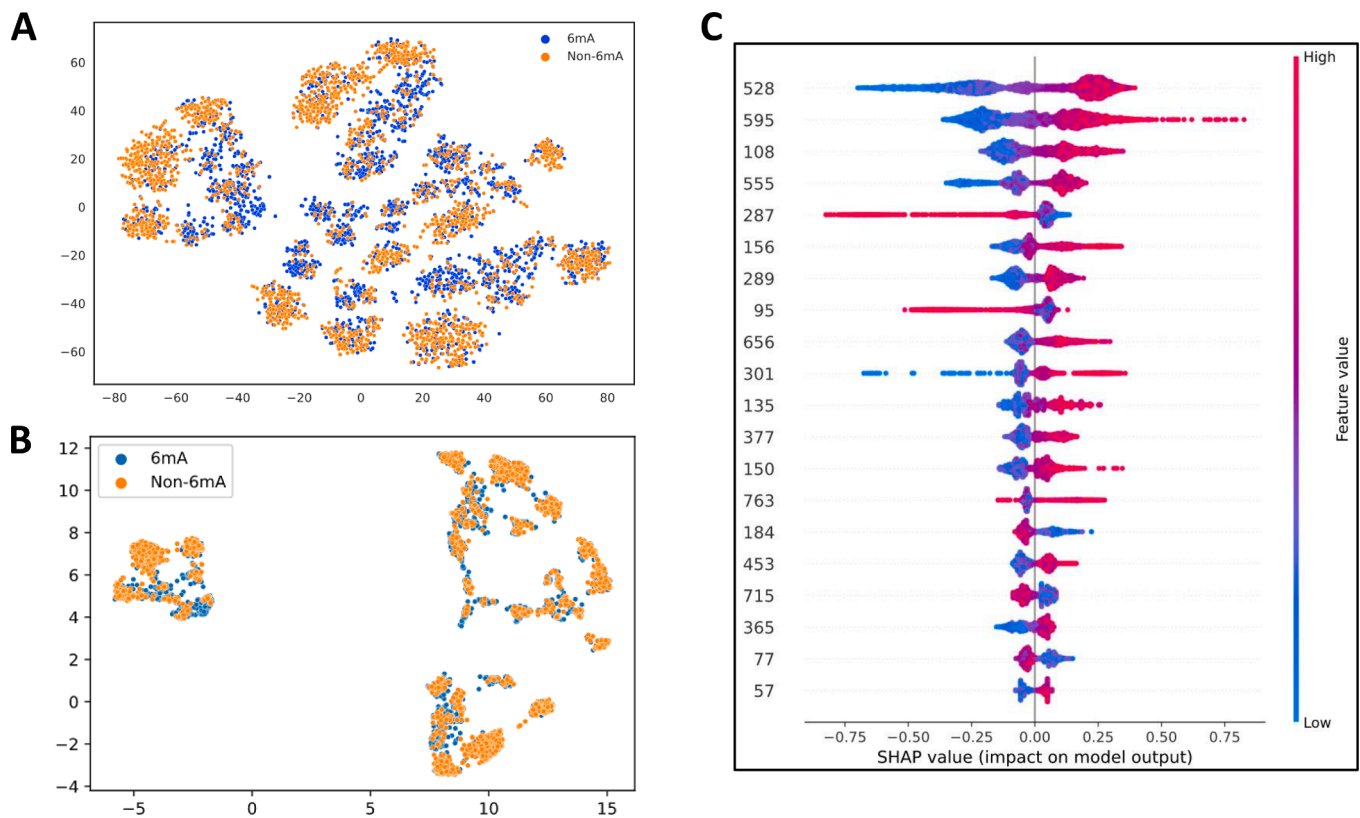 A
6mA
Non-6mA
60
40
20
0
−20
−40
−60
−80 −60 −40 −20 0 20 40 60 80
B
6mA
Non-6mA
12
10
8
6
4
2
0
−2
−4
−5 0 5 10 15
C
High
528
595
108
555
287
156
289
95
656
301
135
377
150
763
184
453
715
365
77
57
Feature value
Low
−0.75 −0.50 −0.25 0.00 0.25 0.50 0.75
SHAP value (impact on model output)